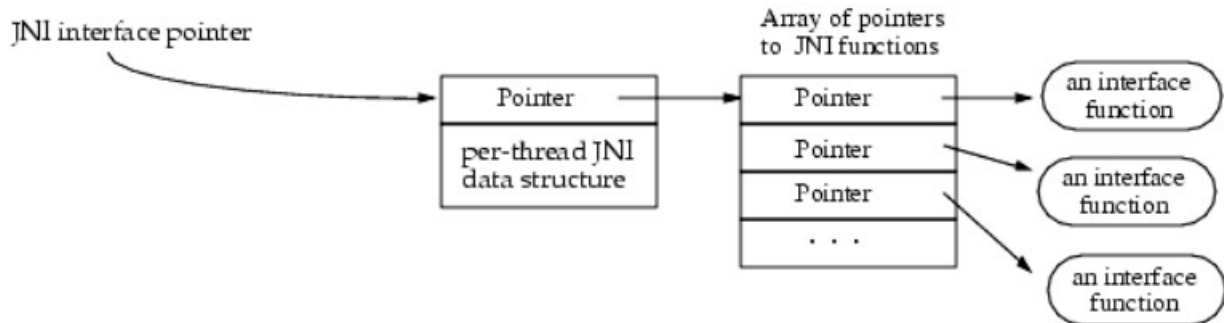 JNI interface pointer
Array of pointers
to JNI functions
Pointer
per-thread JNI
data structure
Pointer
Pointer
Pointer
. . .
an interface
function
an interface
function
an interface
function